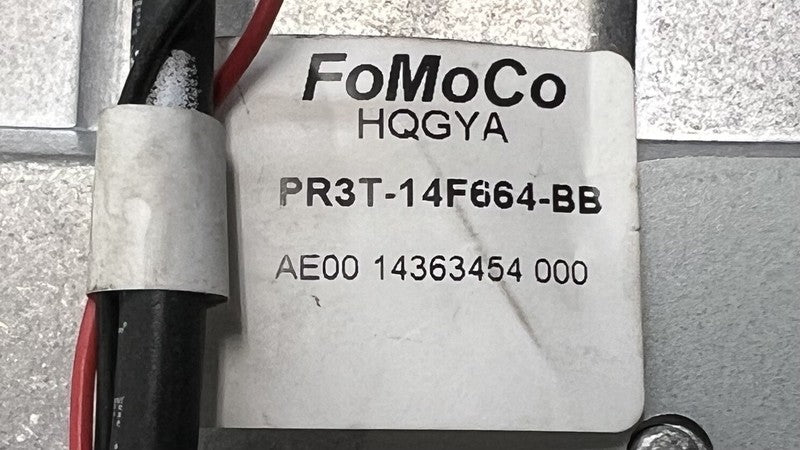 FoMoCo
HQGYA
PR3T-14F664-BB
AE00 14363454 000